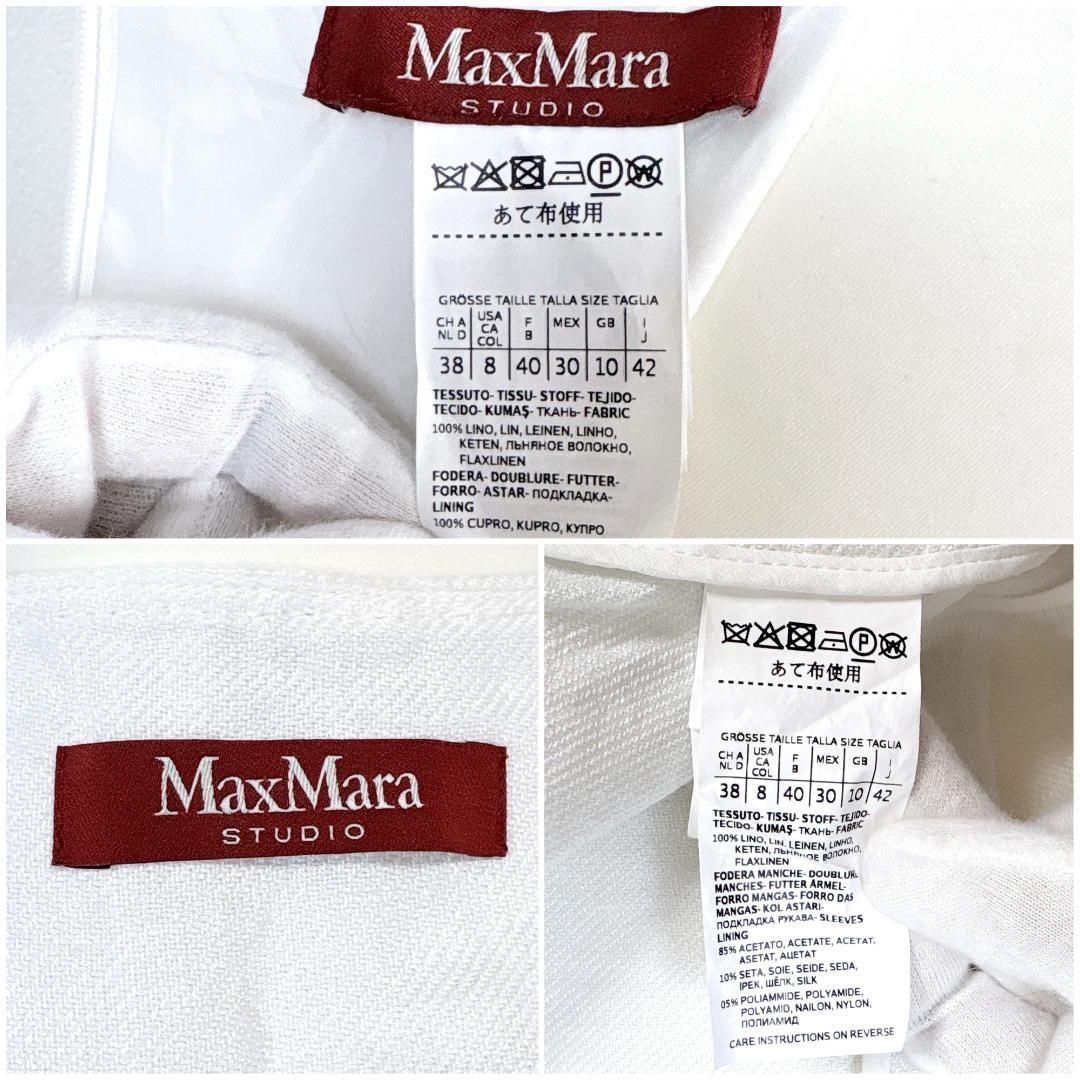 MaxMara
STUDIO
P W
あて布使用
GRÖSSE TAILLE TALLA SIZE TAGLIA
CH A USA F MEX GB I
NL D CA B J
COL
38 8 40 30 10 42
TESSUTO- TISSU- STOFF- TEJIDO-
TECIDO- KUMAŞ- ТКАНЬ- FABRIC
100% LINO, LIN, LEINEN, LINHO,
KETEN, ЛЬНЯНОЕ ВОЛОКНО,
FLAXLINEN
FODERA- DOUBLURE- FUTTER-
FORRO- ASTAR- ПОДКЛАДКА-
LINING
100% CUPRO, KUPRO, КУПРО
MaxMara
STUDIO
P W
あて布使用
GRÖSSE TAILLE TALLA SIZE TAGLIA
CH A USA F MEX GB I
NL D CA B J
COL
38 8 40 30 10 42
TESSUTO- TISSU- STOFF- TEJIDO-
TECIDO- KUMAŞ- ТКАНЬ- FABRIC
100% LINO, LIN, LEINEN, LINHO,
KETEN, ЛЬНЯНОЕ ВОЛОКНО,
FLAXLINEN
FODERA MANICHE- DOUBLURE
MANCHES- FUTTER ÄRMEL-
FORRO MANGAS- FORRO DAS
MANGAS- KOL ASTARI-
ПОДКЛАДКА РУКАВА- SLEEVES
LINING
85% ACETATO, ACETATE, ACETAT,
ASETAT, АЦЕТАТ
10% SETA, SOIE, SEIDE, SEDA,
IPEK, ШЁЛК, SILK
05% POLIAMMIDE, POLYAMIDE,
POLYAMID, NAILON, NYLON,
ПОЛИАМИД
CARE INSTRUCTIONS ON REVERSE